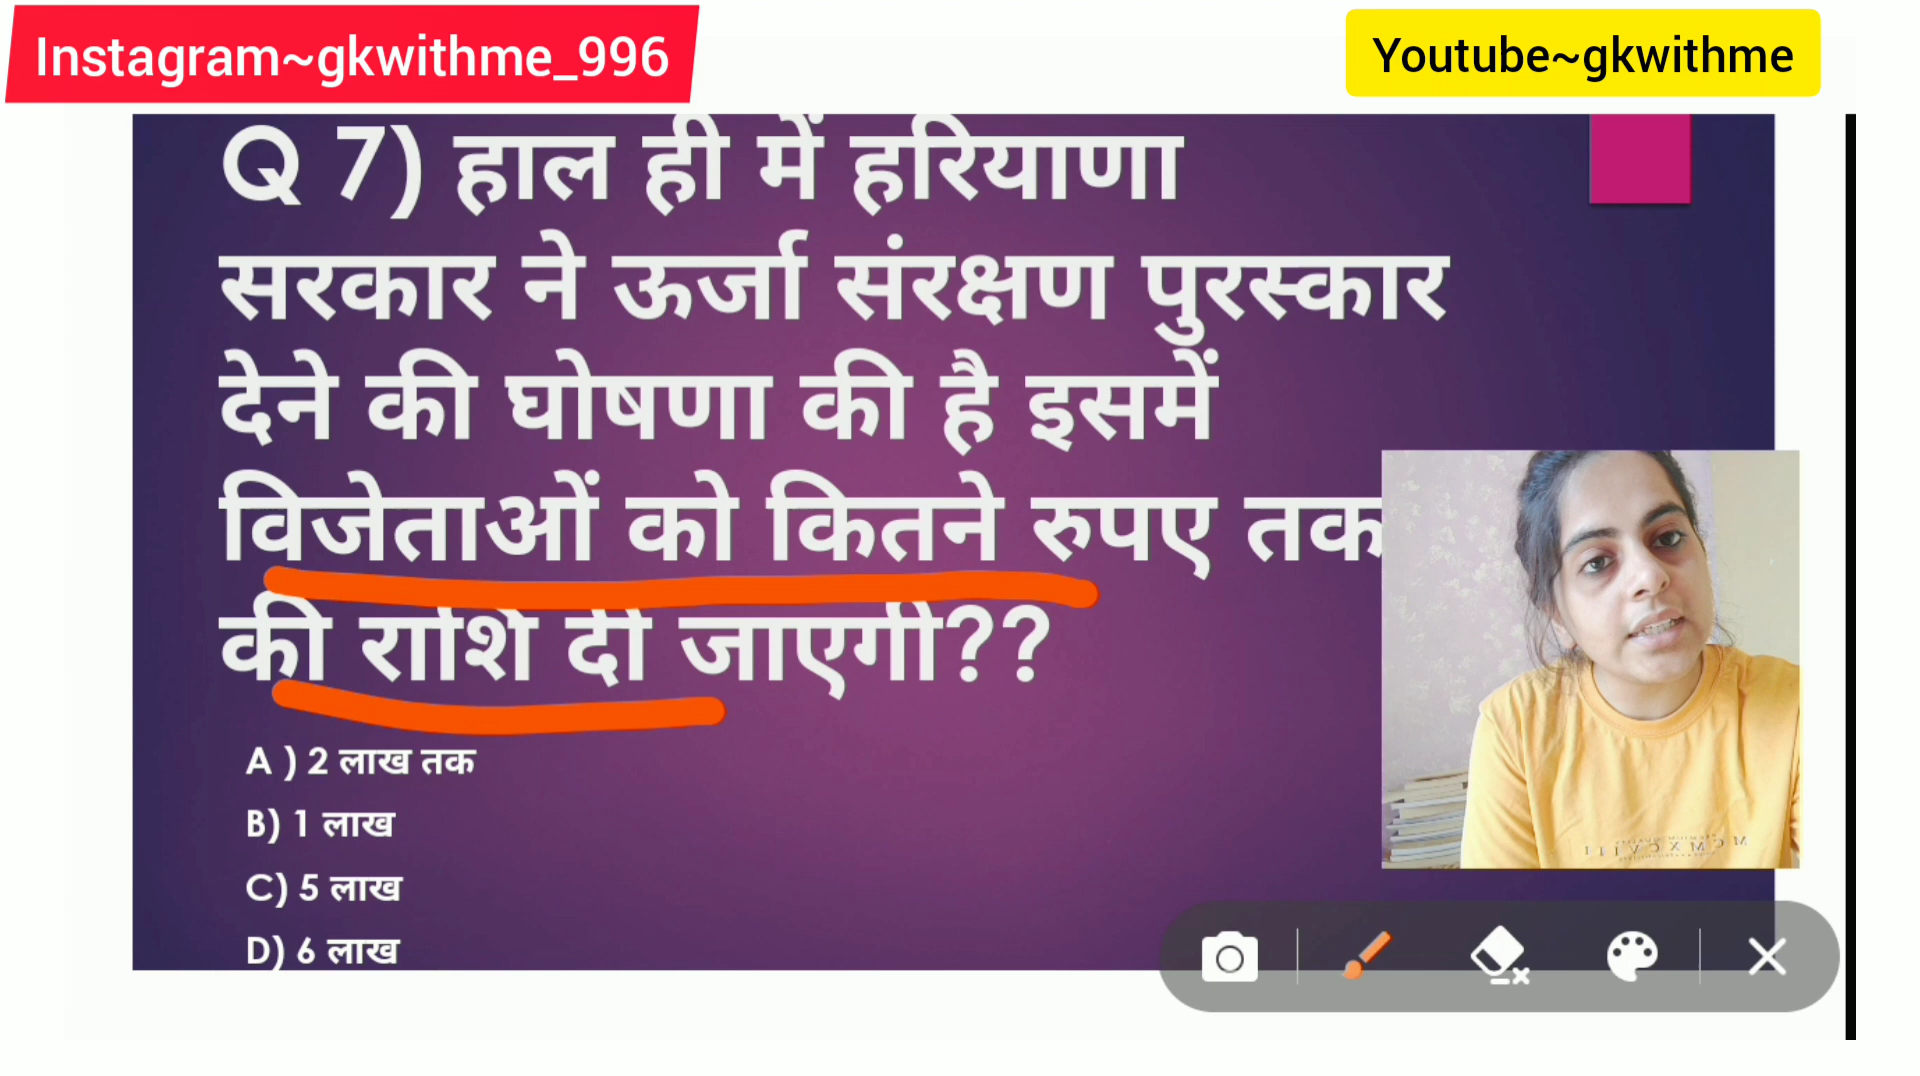 Instagram~gkwithme_996
Youtube~gkwithme
Q 7) हाल ही में हरियाणा
सरकार ने ऊर्जा संरक्षण पुरस्कार
देने की घोषणा की है इसमें
विजेताओं को कितने रुपए तक
की राशि दी जाएगी??
A ) 2 लाख तक
B) 1 लाख
C) 5 लाख
D) 6 लाख